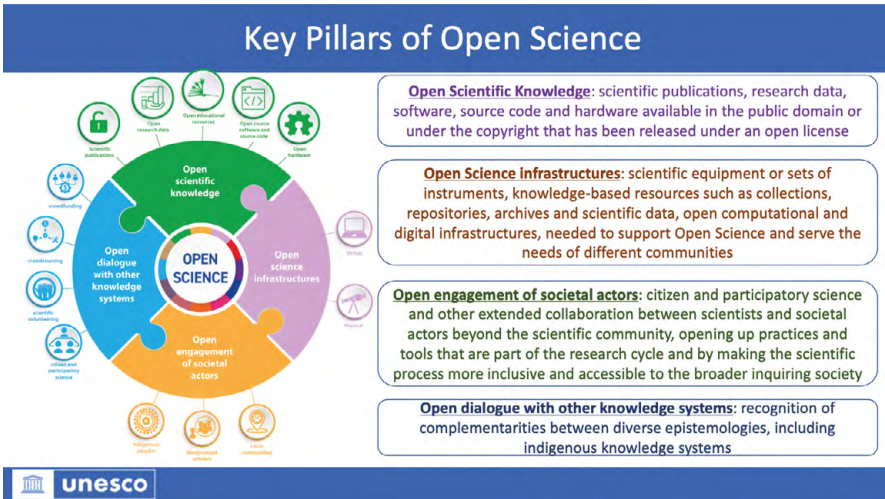 Key Pillars of Open Science
Scientific
publications
Open
research data
Open educational
resources
Open source
software and
source code
Open
hardware
Open
scientific
knowledge
crowdfunding
crowdsourcing
scientific
volunteering
citizen and
participatory
science
Open
dialogue
with other
knowledge
systems
OPEN
SCIENCE
Open
science
infrastructures
Virtual
Physical
Open
engagement
of societal
actors
Indigenous
peoples
Marginalised
scholars
Local
communities
Open Scientific Knowledge: scientific publications, research data,
software, source code and hardware available in the public domain or
under the copyright that has been released under an open license
Open Science infrastructures: scientific equipment or sets of
instruments, knowledge-based resources such as collections,
repositories, archives and scientific data, open computational and
digital infrastructures, needed to support Open Science and serve the
needs of different communities
Open engagement of societal actors: citizen and participatory science
and other extended collaboration between scientists and societal
actors beyond the scientific community, opening up practices and
tools that are part of the research cycle and by making the scientific
process more inclusive and accessible to the broader inquiring society
Open dialogue with other knowledge systems: recognition of
complementarities between diverse epistemologies, including
indigenous knowledge systems
unesco